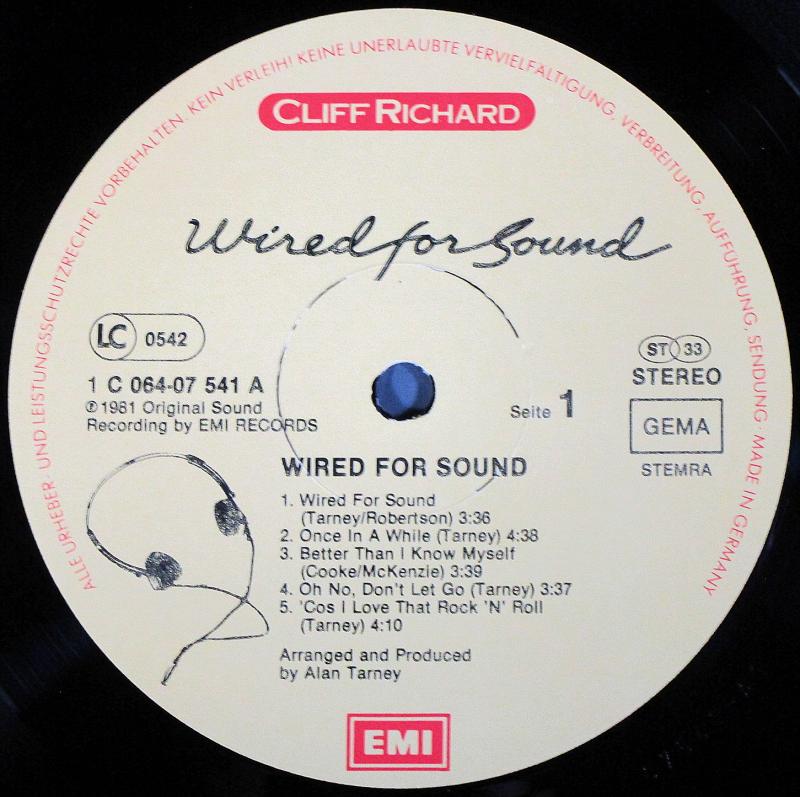 ALLE URHEBER- UND LEISTUNGSSCHUTZRECHTE VORBEHALTEN. KEIN VERLEIH! KEINE UNERLAUBTE VERVIELFÄLTIGUNG, VERBREITUNG, AUFFÜHRUNG, SENDUNG · MADE IN GERMANY
CLIFF RICHARD
Wired for Sound
LC 0542
1 C 064-07 541 A
℗1981 Original Sound
Recording by EMI RECORDS
ST 33
STEREO
Seite 1
GEMA
STEMRA
WIRED FOR SOUND
1. Wired For Sound
(Tarney/Robertson) 3:36
2. Once In A While (Tarney) 4:38
3. Better Than I Know Myself
(Cooke/McKenzie) 3:39
4. Oh No, Don't Let Go (Tarney) 3:37
5. 'Cos I Love That Rock 'N' Roll
(Tarney) 4:10
Arranged and Produced
by Alan Tarney
EMI